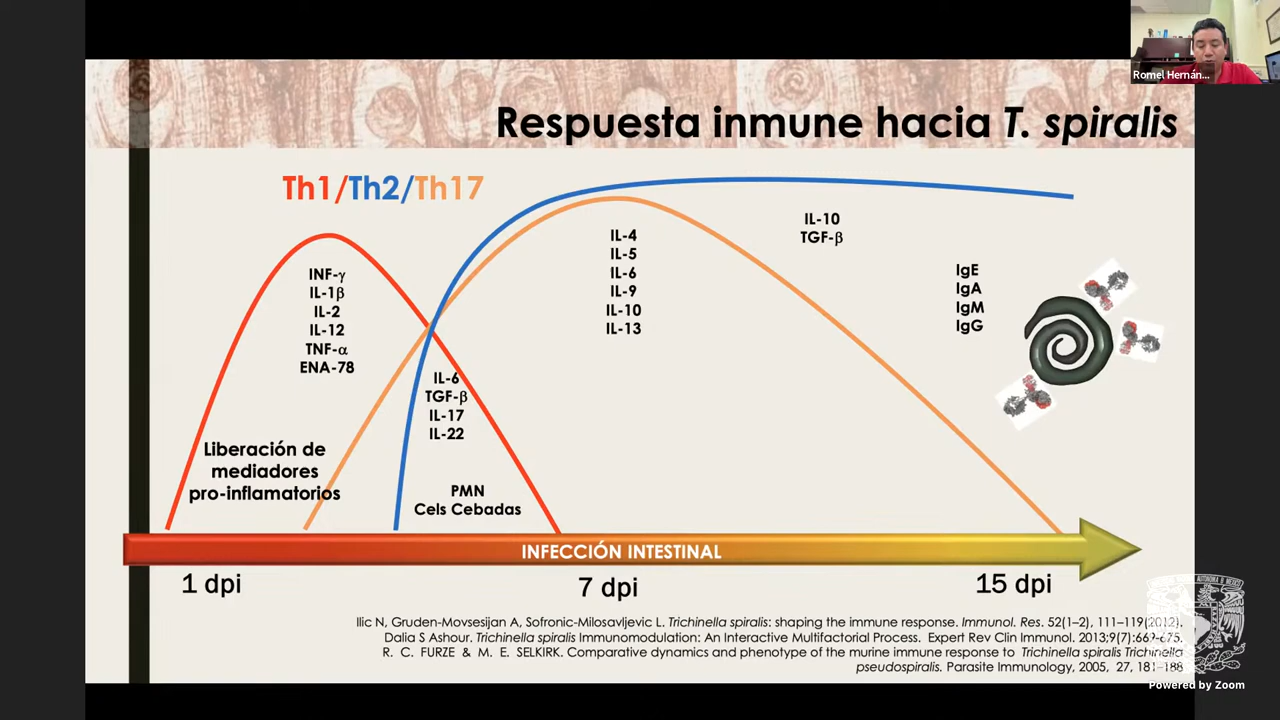 Romel Hernán...
Respuesta inmune hacia T. spiralis
Th1/Th2/Th17
INF-γ
IL-1β
IL-2
IL-12
TNF-α
ENA-78
Liberación de
mediadores
pro-inflamatorios
IL-6
TGF-β
IL-17
IL-22
PMN
Cels Cebadas
IL-4
IL-5
IL-6
IL-9
IL-10
IL-13
IL-10
TGF-β
IgE
IgA
IgM
IgG
INFECCIÓN INTESTINAL
1 dpi
7 dpi
15 dpi
Ilic N, Gruden-Movsesijan A, Sofronic-Milosavljevic L. Trichinella spiralis: shaping the immune response. Immunol. Res. 52(1–2), 111–119(2012).
Dalia S Ashour. Trichinella spiralis Immunomodulation: An Interactive Multifactorial Process. Expert Rev Clin Immunol. 2013;9(7):669-675.
R. C. FURZE & M. E. SELKIRK. Comparative dynamics and phenotype of the murine immune response to Trichinella spiralis Trichinella
pseudospiralis. Parasite Immunology, 2005, 27, 181–188
Powered by Zoom